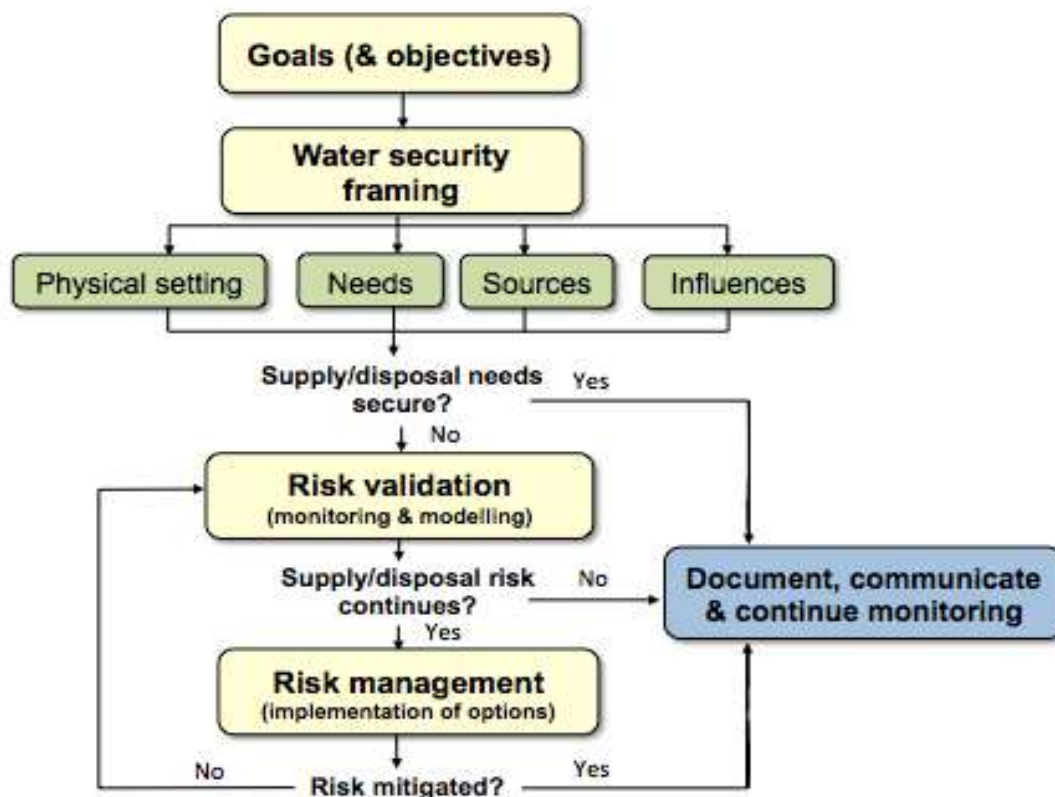 Goals (& objectives)
Water security
framing
Physical setting
Needs
Sources
Influences
Supply/disposal needs
secure?
Yes
No
Risk validation
(monitoring & modelling)
Supply/disposal risk
continues?
No
Document, communicate
& continue monitoring
Yes
Risk management
(implementation of options)
No
Risk mitigated?
Yes